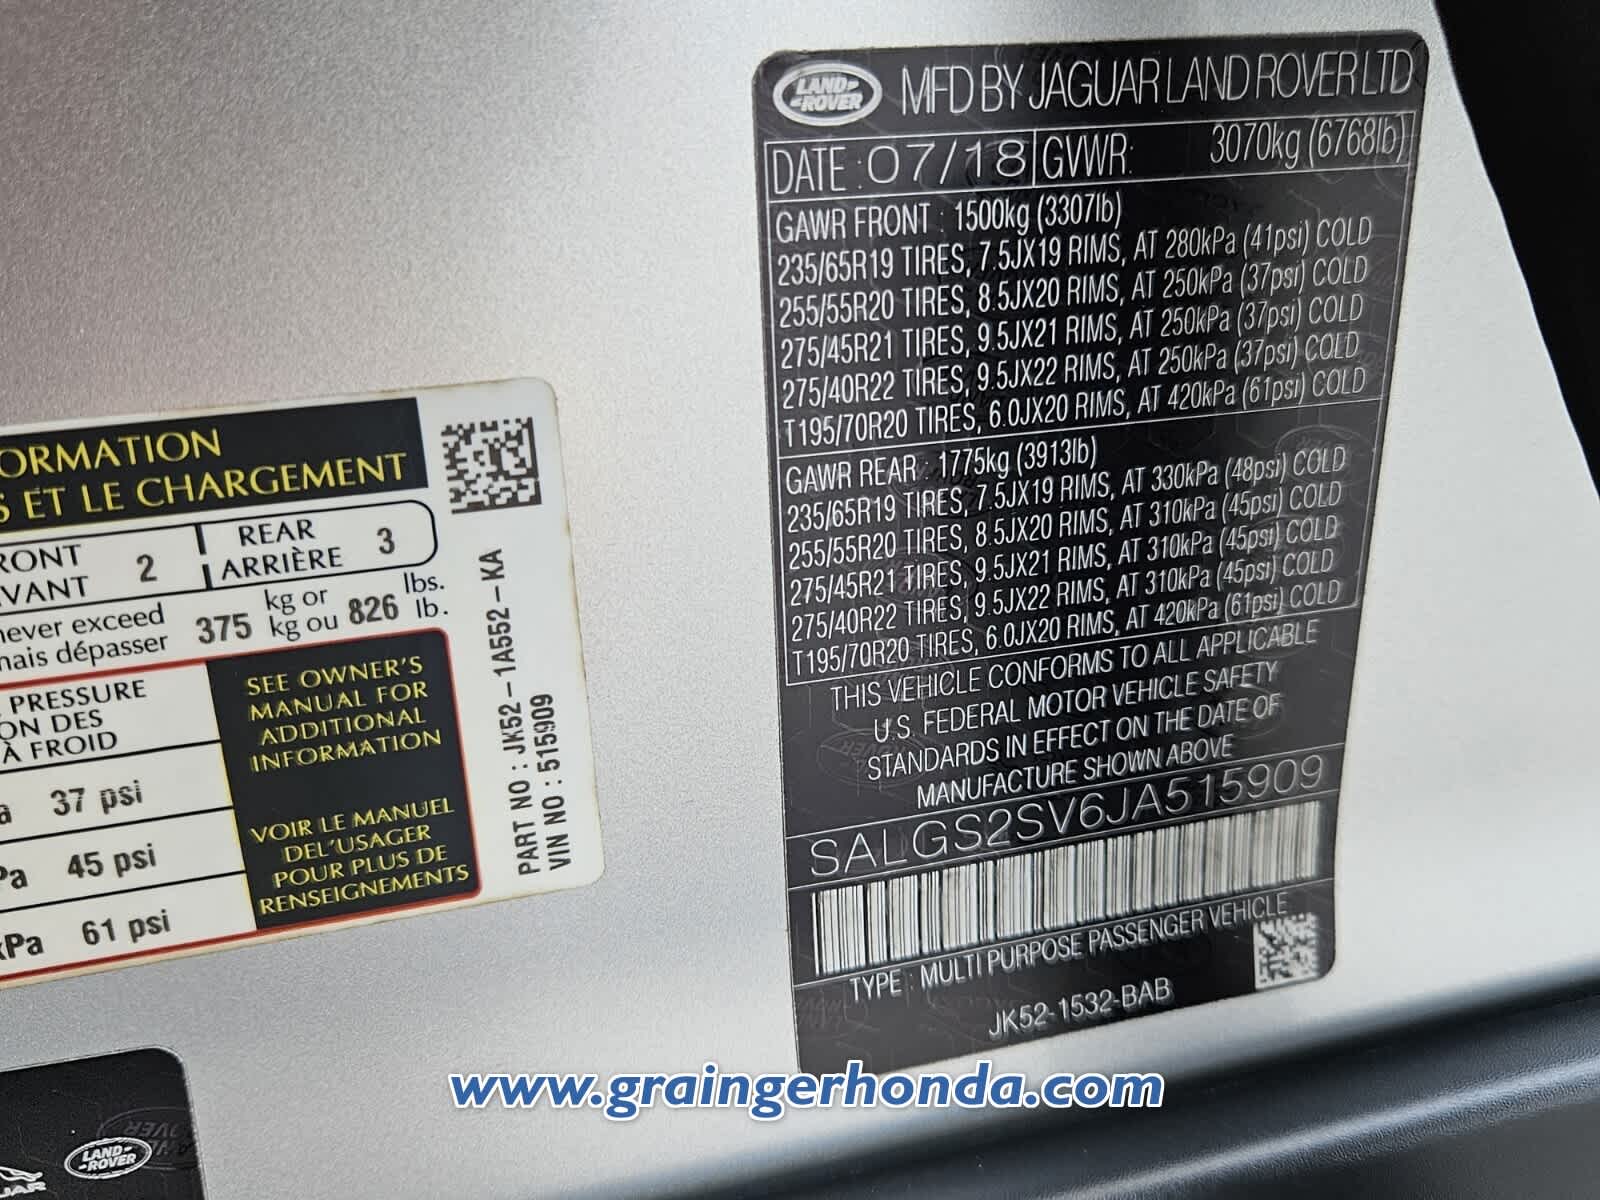 LAND-
-ROVER
MFD BY JAGUAR LAND ROVER LTD
DATE : 07/18 GVWR: 3070kg (6768lb)
GAWR FRONT : 1500kg (3307lb)
235/65R19 TIRES, 7.5JX19 RIMS, AT 280kPa (41psi) COLD
255/55R20 TIRES, 8.5JX20 RIMS, AT 250kPa (37psi) COLD
275/45R21 TIRES, 9.5JX21 RIMS, AT 250kPa (37psi) COLD
275/40R22 TIRES, 9.5JX22 RIMS, AT 250kPa (37psi) COLD
T195/70R20 TIRES, 6.0JX20 RIMS, AT 420kPa (61psi) COLD
GAWR REAR : 1775kg (3913lb)
235/65R19 TIRES, 7.5JX19 RIMS, AT 330kPa (48psi) COLD
255/55R20 TIRES, 8.5JX20 RIMS, AT 310kPa (45psi) COLD
275/45R21 TIRES, 9.5JX21 RIMS, AT 310kPa (45psi) COLD
275/40R22 TIRES, 9.5JX22 RIMS, AT 310kPa (45psi) COLD
T195/70R20 TIRES, 6.0JX20 RIMS, AT 420kPa (61psi) COLD
THIS VEHICLE CONFORMS TO ALL APPLICABLE
U.S. FEDERAL MOTOR VEHICLE SAFETY
STANDARDS IN EFFECT ON THE DATE OF
MANUFACTURE SHOWN ABOVE
SALGS2SV6JA515909
TYPE : MULTI PURPOSE PASSENGER VEHICLE
JK52-1532-BAB
ORMATION
S ET LE CHARGEMENT
RONT
VANT
2
REAR
ARRIÈRE
3
never exceed
mais dépasser
375
kg or
kg ou
826
lbs.
lb.
PRESSURE
ON DES
À FROID
a 37 psi
Pa 45 psi
kPa 61 psi
SEE OWNER'S
MANUAL FOR
ADDITIONAL
INFORMATION
VOIR LE MANUEL
DEL'USAGER
POUR PLUS DE
RENSEIGNEMENTS
PART NO : JK52-1A552-KA
VIN NO : 515909
LAND-
-ROVER
UAR
www.graingerhonda.com